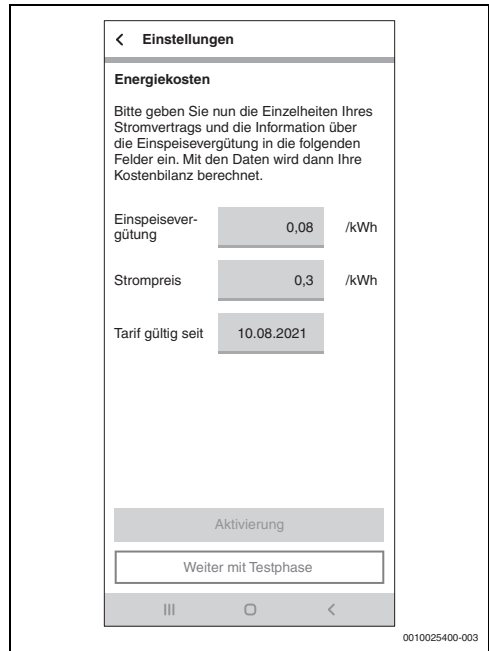 Einstellungen
Energiekosten
Bitte geben Sie nun die Einzelheiten Ihres
Stromvertrags und die Information über
die Einspeisevergütung in die folgenden
Felder ein. Mit den Daten wird dann Ihre
Kostenbilanz berechnet.
Einspeisever-
gütung
0,08 /kWh
Strompreis 0,3 /kWh
Tarif gültig seit 10.08.2021
Aktivierung
Weiter mit Testphase
0010025400-003